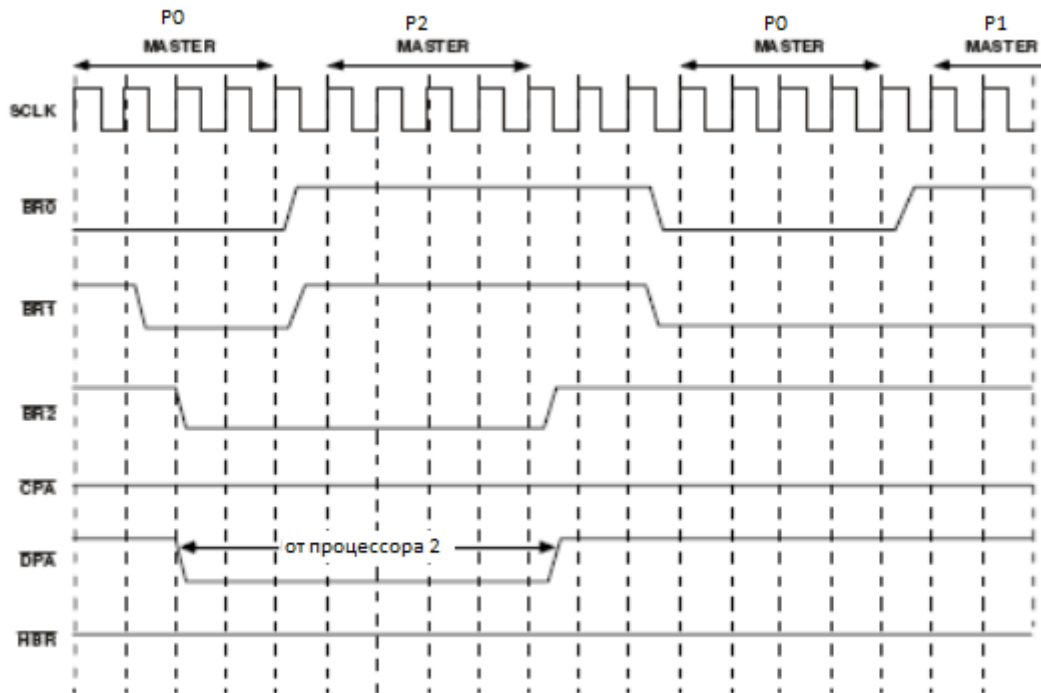 P0
MASTER
P2
MASTER
P0
MASTER
P1
MASTER
SCLK
BR0
BR1
BR2
CPA
DPA
от процессора 2
HBR